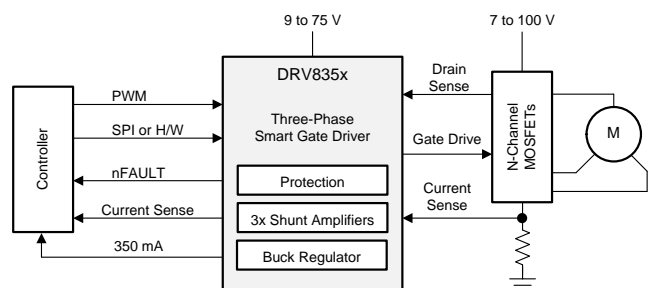 9 to 75 V
7 to 100 V
DRV835x
Three-Phase
Smart Gate Driver
Protection
3x Shunt Amplifiers
Buck Regulator
Controller
PWM
SPI or H/W
nFAULT
Current Sense
350 mA
Drain
Sense
Gate Drive
Current
Sense
N-Channel
MOSFETs
M